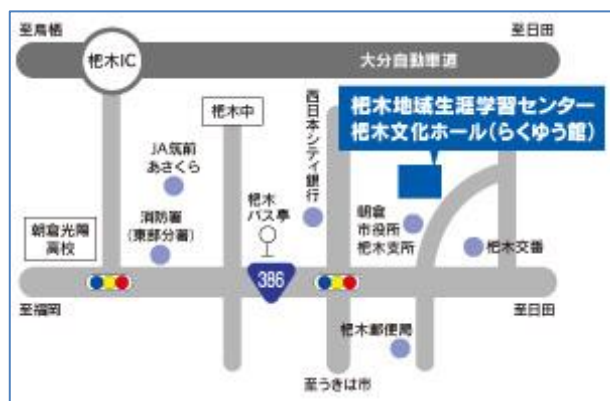 至鳥栖
至日田
杷木IC
大分自動車道
杷木地域生涯学習センター
杷木文化ホール(らくゆう館)
杷木中
西日本シティ銀行
JA筑前
あさくら
杷木
バス亭
朝倉
市役所
杷木支所
消防署
(東部分署)
朝倉光陽
高校
杷木交番
386
至福岡
至日田
杷木郵便局
至うきは市